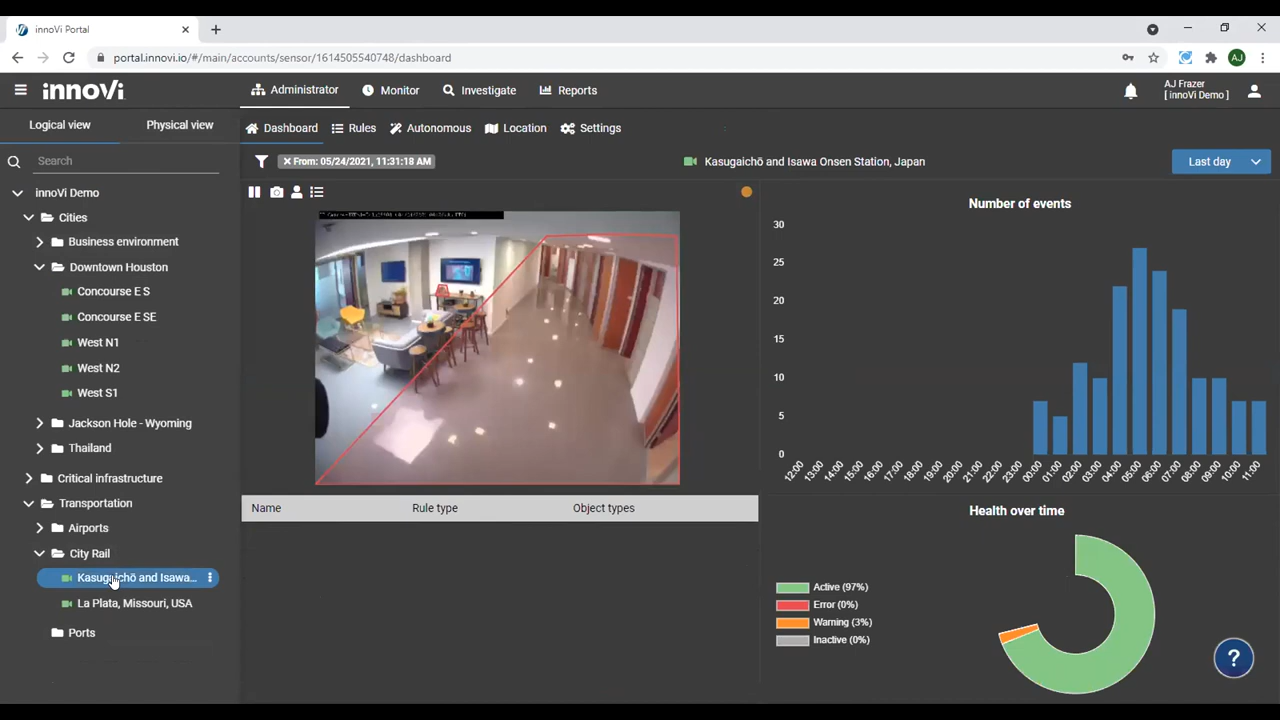 innoVi Portal
portal.innovi.io/#/main/accounts/sensor/1614505540748/dashboard
AJ
innoVi
Administrator
Monitor
Investigate
Reports
AJ Frazer
[ innoVi Demo ]
Logical view
Physical view
Dashboard
Rules
Autonomous
Location
Settings
Search
From: 05/24/2021, 11:31:18 AM
Kasugaichō and Isawa Onsen Station, Japan
Last day
innoVi Demo
Cities
Business environment
Downtown Houston
Concourse E S
Concourse E SE
West N1
West N2
West S1
Jackson Hole - Wyoming
Thailand
Critical infrastructure
Transportation
Airports
City Rail
Kasugaichō and Isawa...
La Plata, Missouri, USA
Ports
Name Rule type Object types
Number of events
30
25
20
15
10
5
0
12:00 13:00 14:00 15:00 16:00 17:00 18:00 19:00 20:00 21:00 22:00 23:00 00:00 01:00 02:00 03:00 04:00 05:00 06:00 07:00 08:00 09:00 10:00 11:00
Health over time
Active (97%)
Error (0%)
Warning (3%)
Inactive (0%)
?